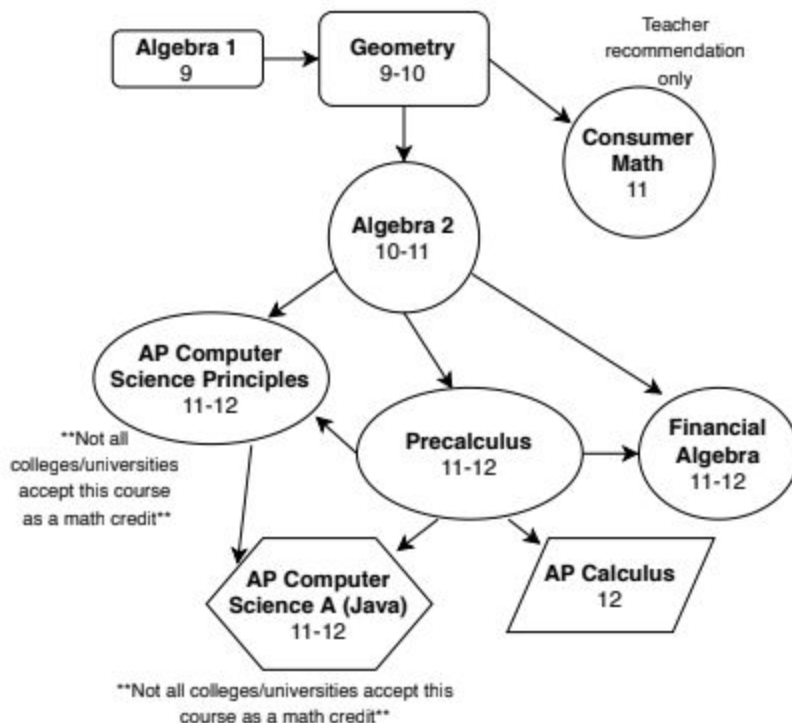 Algebra 1
9
Geometry
9-10
Teacher
recommendation
only
Consumer
Math
11
Algebra 2
10-11
AP Computer
Science Principles
11-12
**Not all
colleges/universities
accept this course
as a math credit**
Precalculus
11-12
Financial
Algebra
11-12
AP Computer
Science A (Java)
11-12
AP Calculus
12
**Not all colleges/universities accept this
course as a math credit**